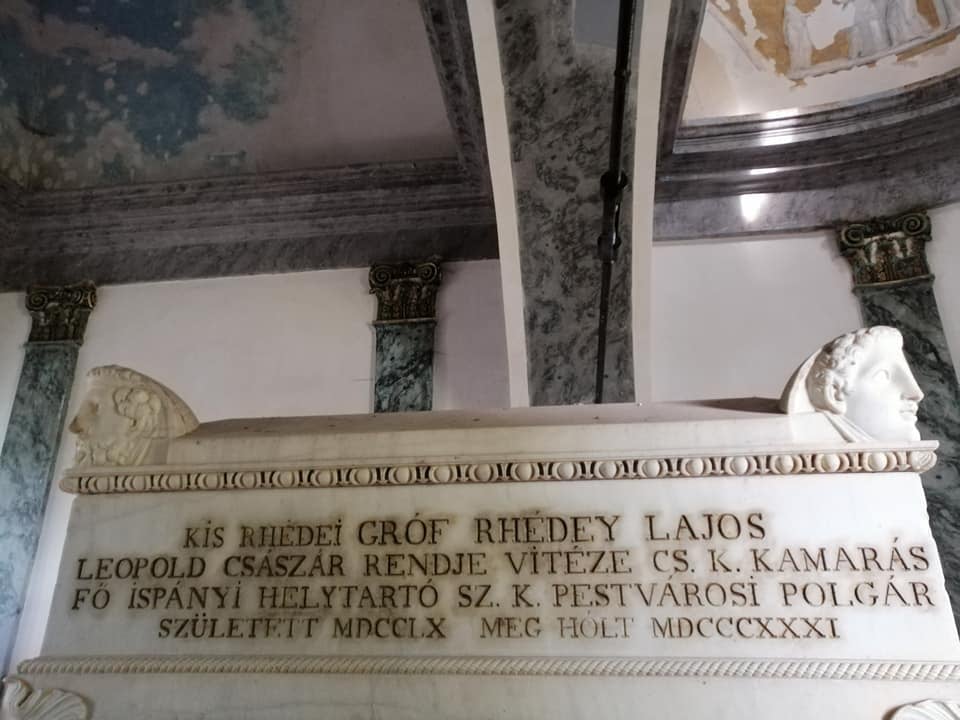 KIS RHÉDEI GRÓF RHÉDEY LAJOS
LEOPOLD CSÁSZÁR RENDJE VITÉZE CS. K. KAMARÁS
FŐ ISPÁNYI HELYTARTÓ SZ. K. PESTVÁROSI POLGÁR
SZÜLETETT MDCCLX MEG HOLT MDCCCXXXI